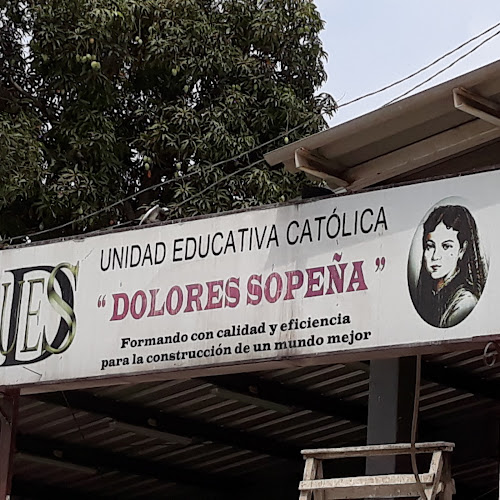 UNIDAD EDUCATIVA CATÓLICA
UES
D
“DOLORES SOPEÑA”
Formando con calidad y eficiencia
para la construcción de un mundo mejor